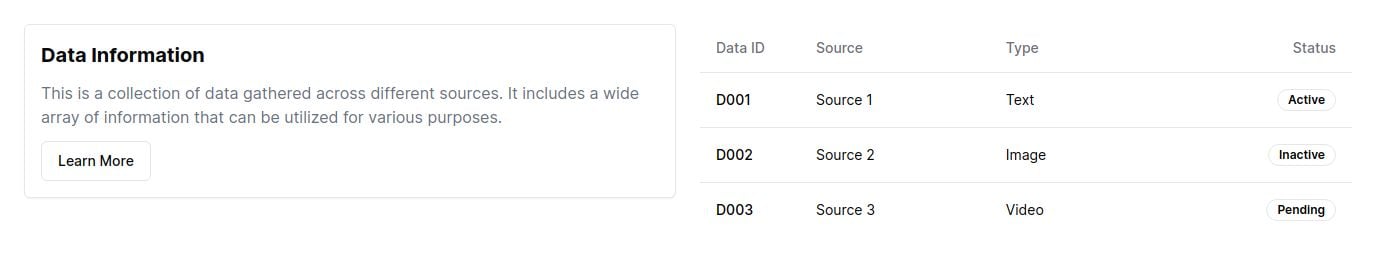 Data Information
This is a collection of data gathered across different sources. It includes a wide
array of information that can be utilized for various purposes.
Learn More
Data ID Source Type Status
D001 Source 1 Text Active
D002 Source 2 Image Inactive
D003 Source 3 Video Pending